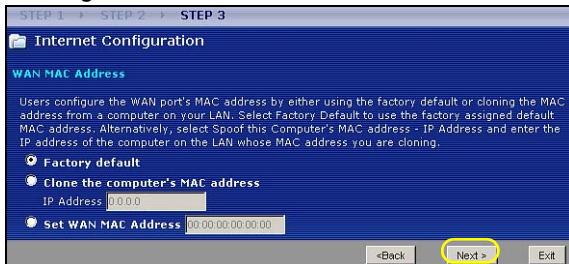 STEP 1 › STEP 2 › STEP 3
Internet Configuration
WAN MAC Address
Users configure the WAN port's MAC address by either using the factory default or cloning the MAC
address from a computer on your LAN. Select Factory Default to use the factory assigned default
MAC address. Alternatively, select Spoof this Computer's MAC address - IP Address and enter the
IP address of the computer on the LAN whose MAC address you are cloning.
Factory default
Clone the computer's MAC address
IP Address 0.0.0.0
Set WAN MAC Address 00:00:00:00:00:00
<Back Next > Exit